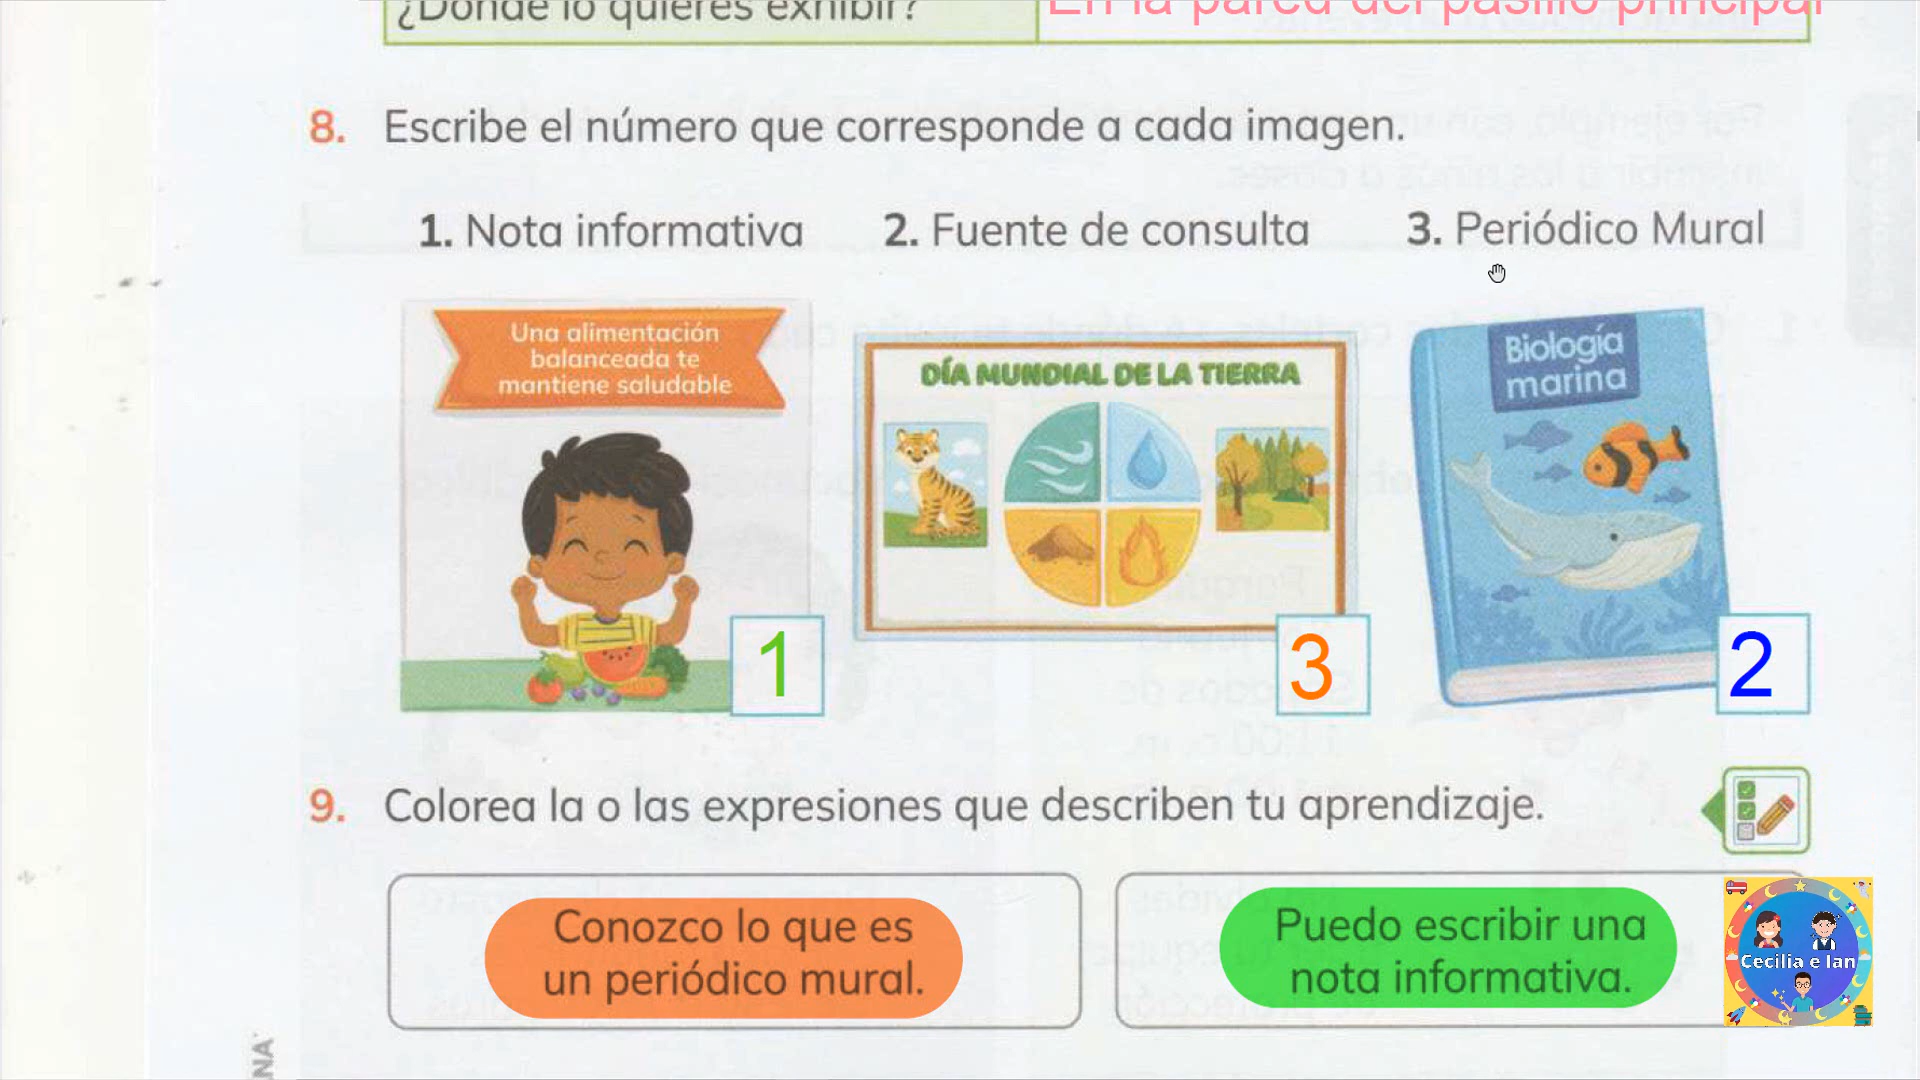 ¿Dónde lo quieres exhibir?
En la pared del pasillo principal
8. Escribe el número que corresponde a cada imagen.
1. Nota informativa
2. Fuente de consulta
3. Periódico Mural
Una alimentación
balanceada te
mantiene saludable
DÍA MUNDIAL DE LA TIERRA
Biología
marina
1
3
2
9. Colorea la o las expresiones que describen tu aprendizaje.
Conozco lo que es
un periódico mural.
Puedo escribir una
nota informativa.
Cecilia e Ian